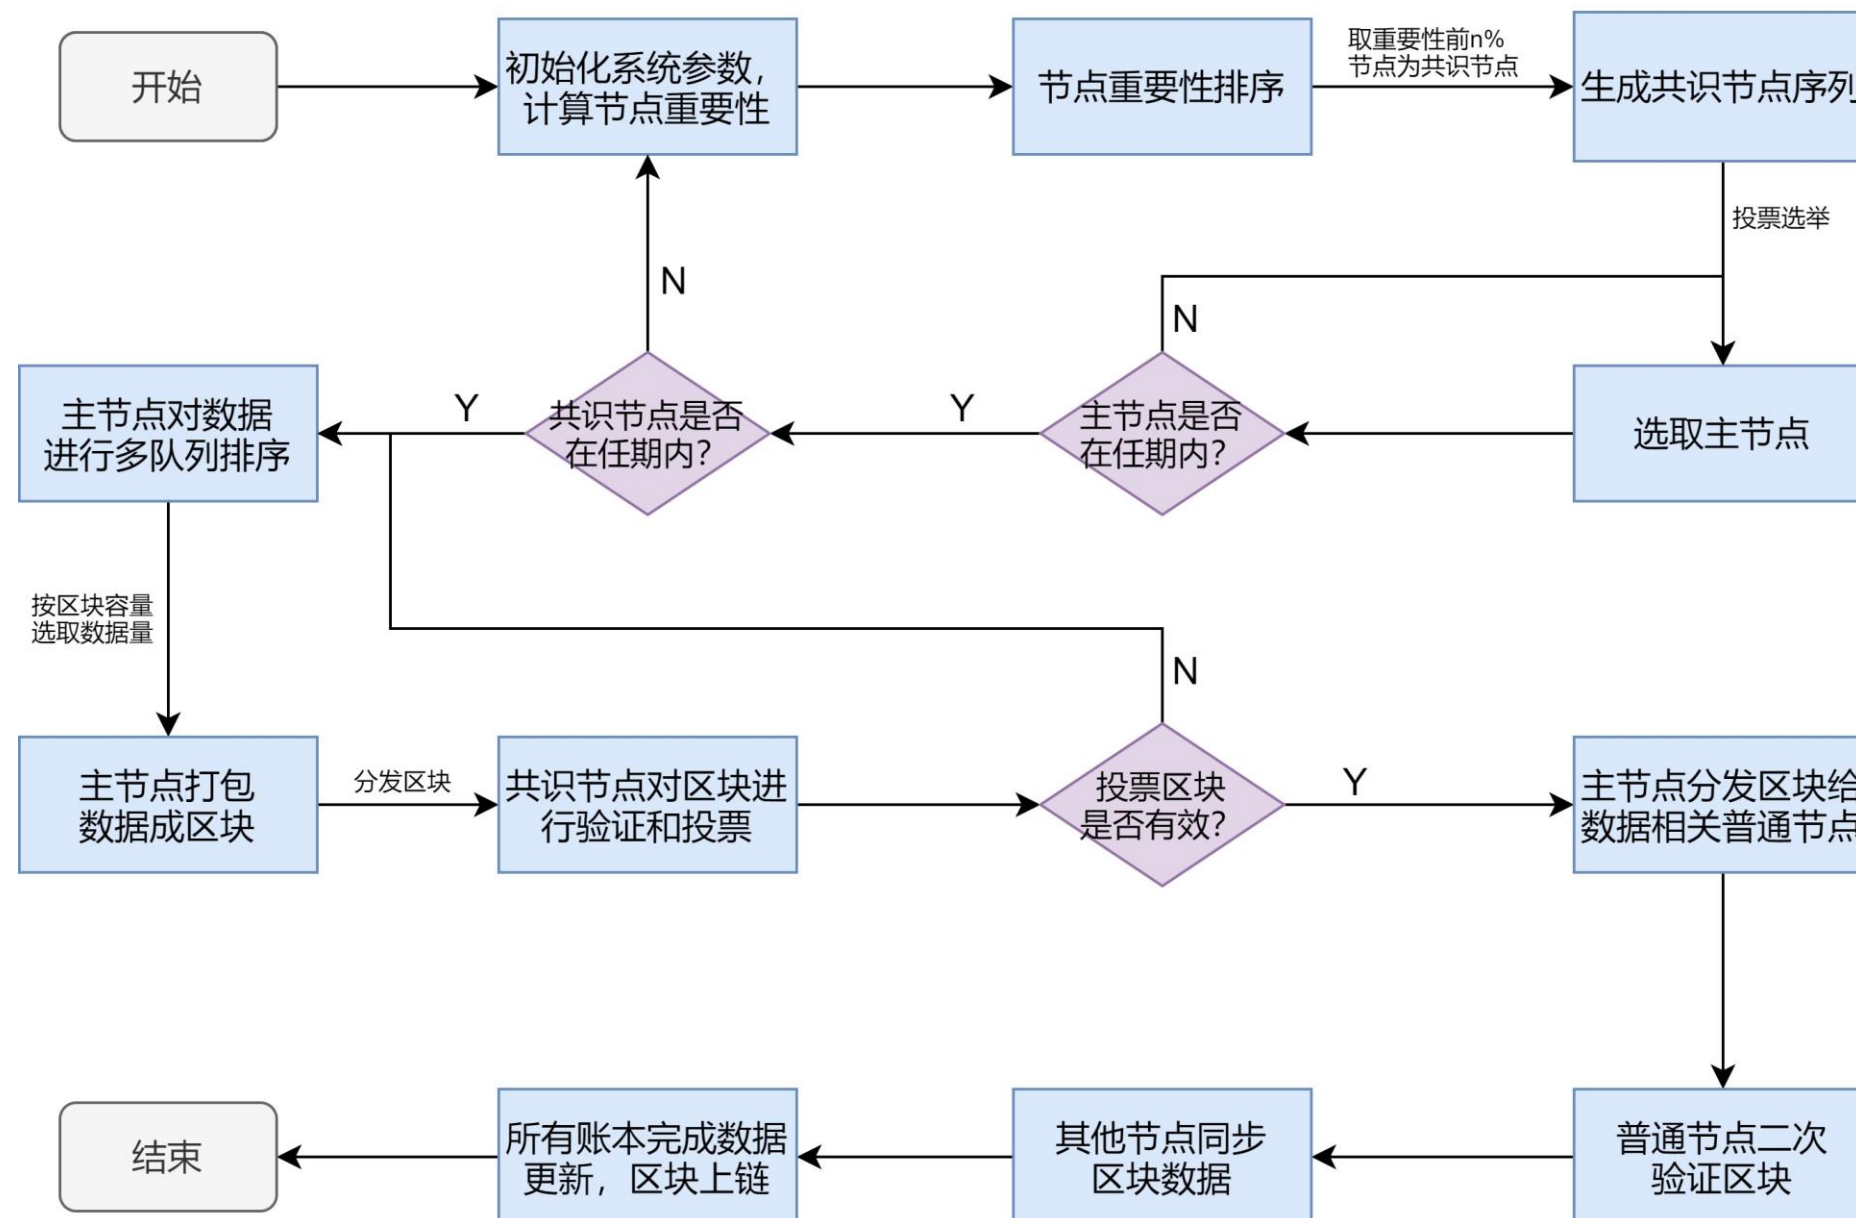 开始
初始化系统参数，
计算节点重要性
节点重要性排序
取重要性前n%
节点为共识节点
生成共识节点序列
投票选举
N
N
主节点对数据
进行多队列排序
Y
共识节点是否
在任期内？
Y
主节点是否
在任期内？
选取主节点
按区块容量
选取数据量
N
主节点打包
数据成区块
分发区块
共识节点对区块进
行验证和投票
投票区块
是否有效？
Y
主节点分发区块给
数据相关普通节点
结束
所有账本完成数据
更新，区块上链
其他节点同步
区块数据
普通节点二次
验证区块